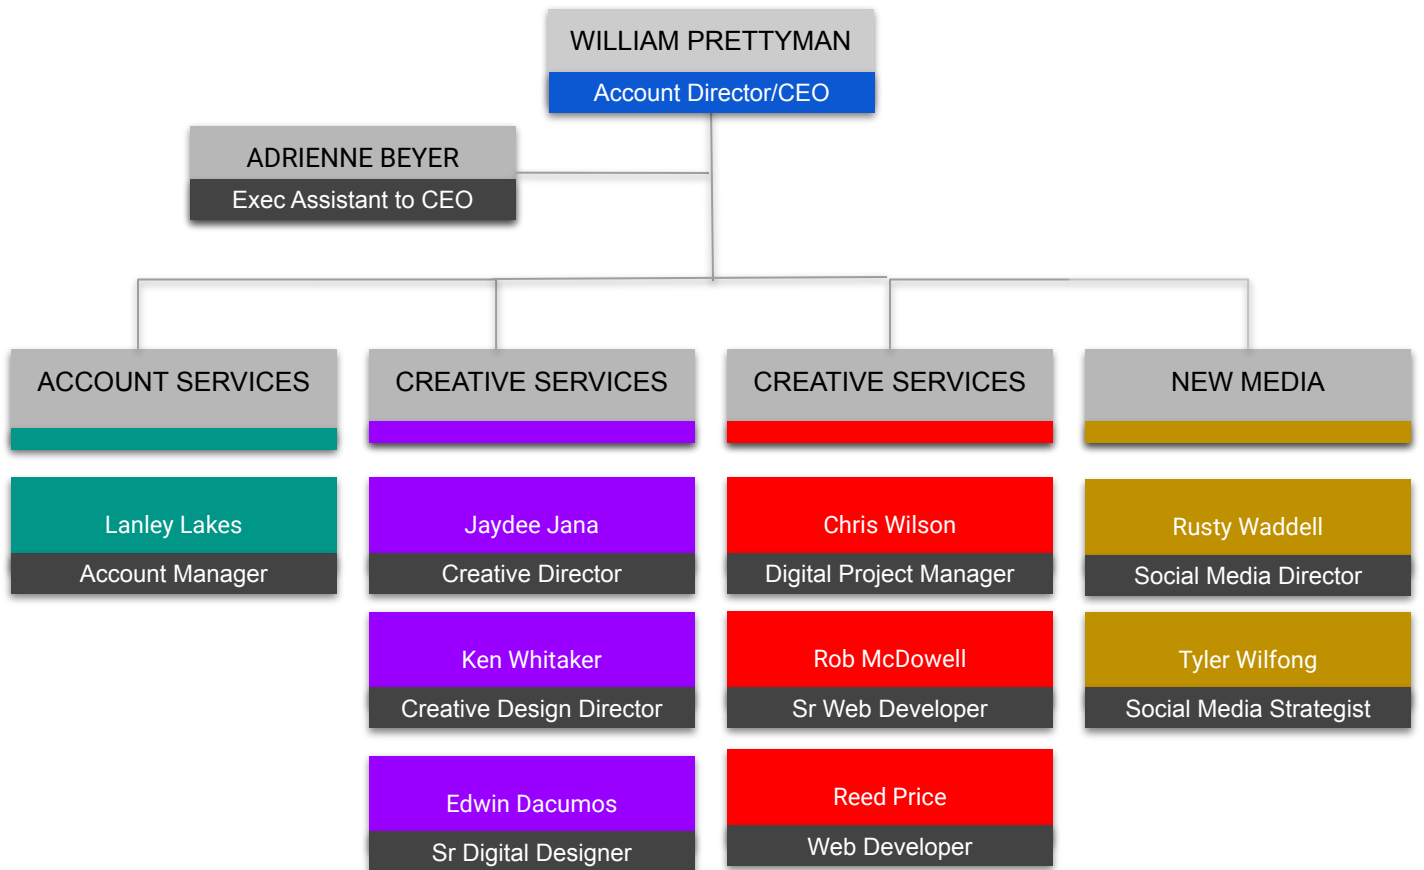 WILLIAM PRETTYMAN
Account Director/CEO
ADRIENNE BEYER
Exec Assistant to CEO
ACCOUNT SERVICES
Lanley Lakes
Account Manager
CREATIVE SERVICES
Jaydee Jana
Creative Director
Ken Whitaker
Creative Design Director
Edwin Dacumos
Sr Digital Designer
CREATIVE SERVICES
Chris Wilson
Digital Project Manager
Rob McDowell
Sr Web Developer
Reed Price
Web Developer
NEW MEDIA
Rusty Waddell
Social Media Director
Tyler Wilfong
Social Media Strategist